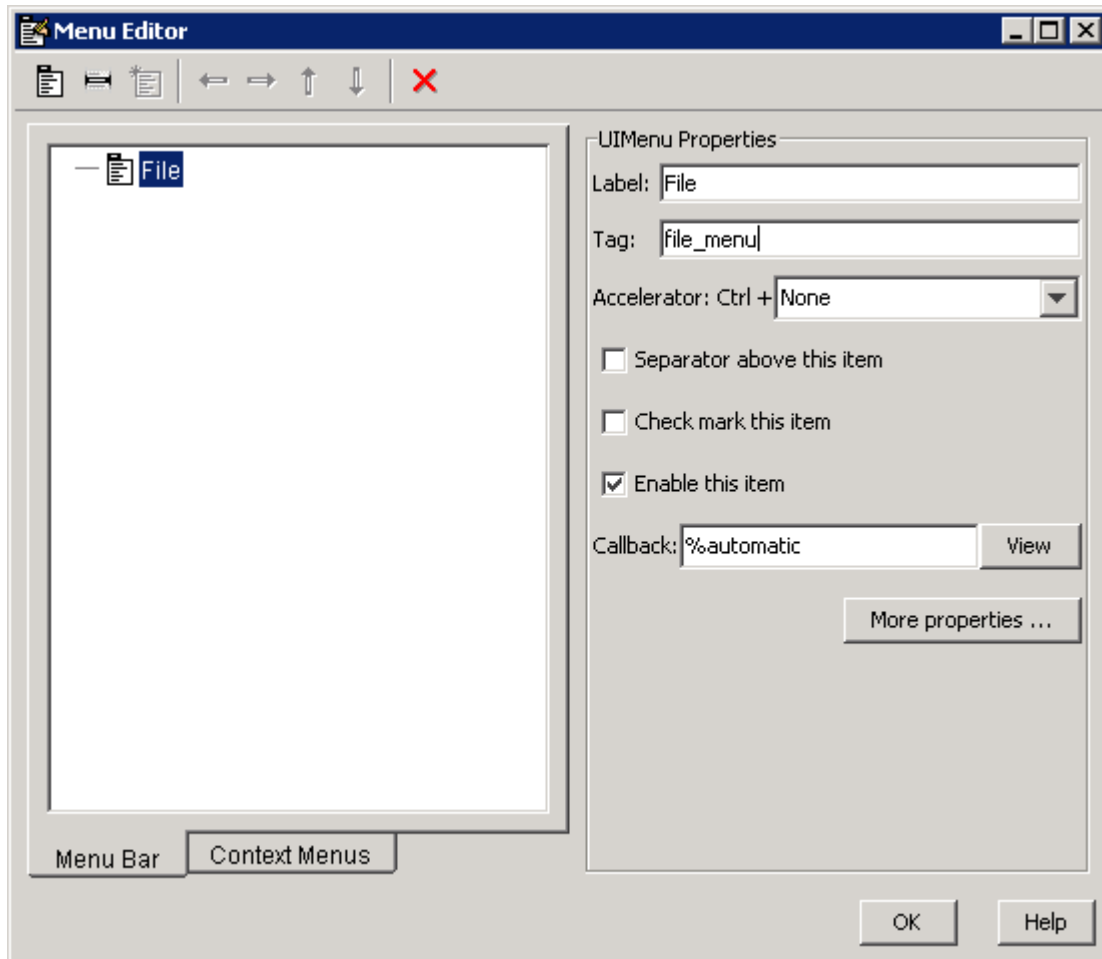 Menu Editor
File
UIMenu Properties
Label: File
Tag: file_menu
Accelerator: Ctrl + None
Separator above this item
Check mark this item
Enable this item
Callback: %automatic View
More properties ...
Menu Bar Context Menus
OK Help